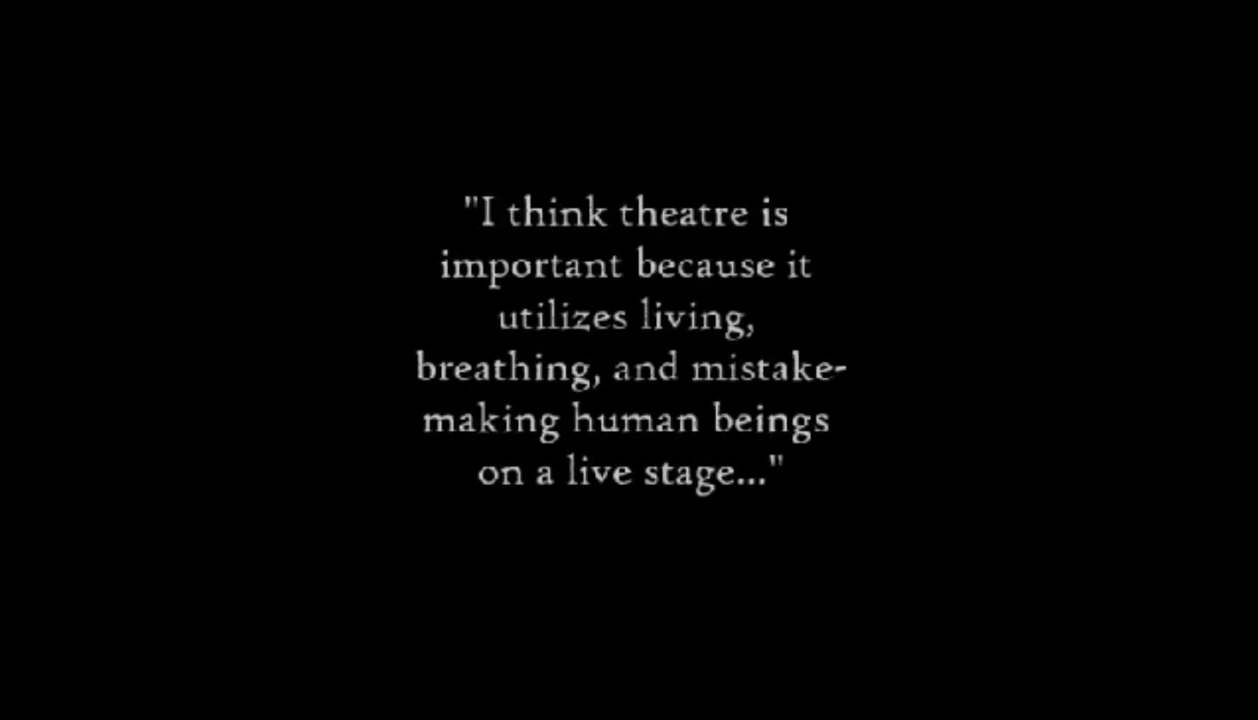 "I think theatre is
important because it
utilizes living,
breathing, and mistake-
making human beings
on a live stage..."